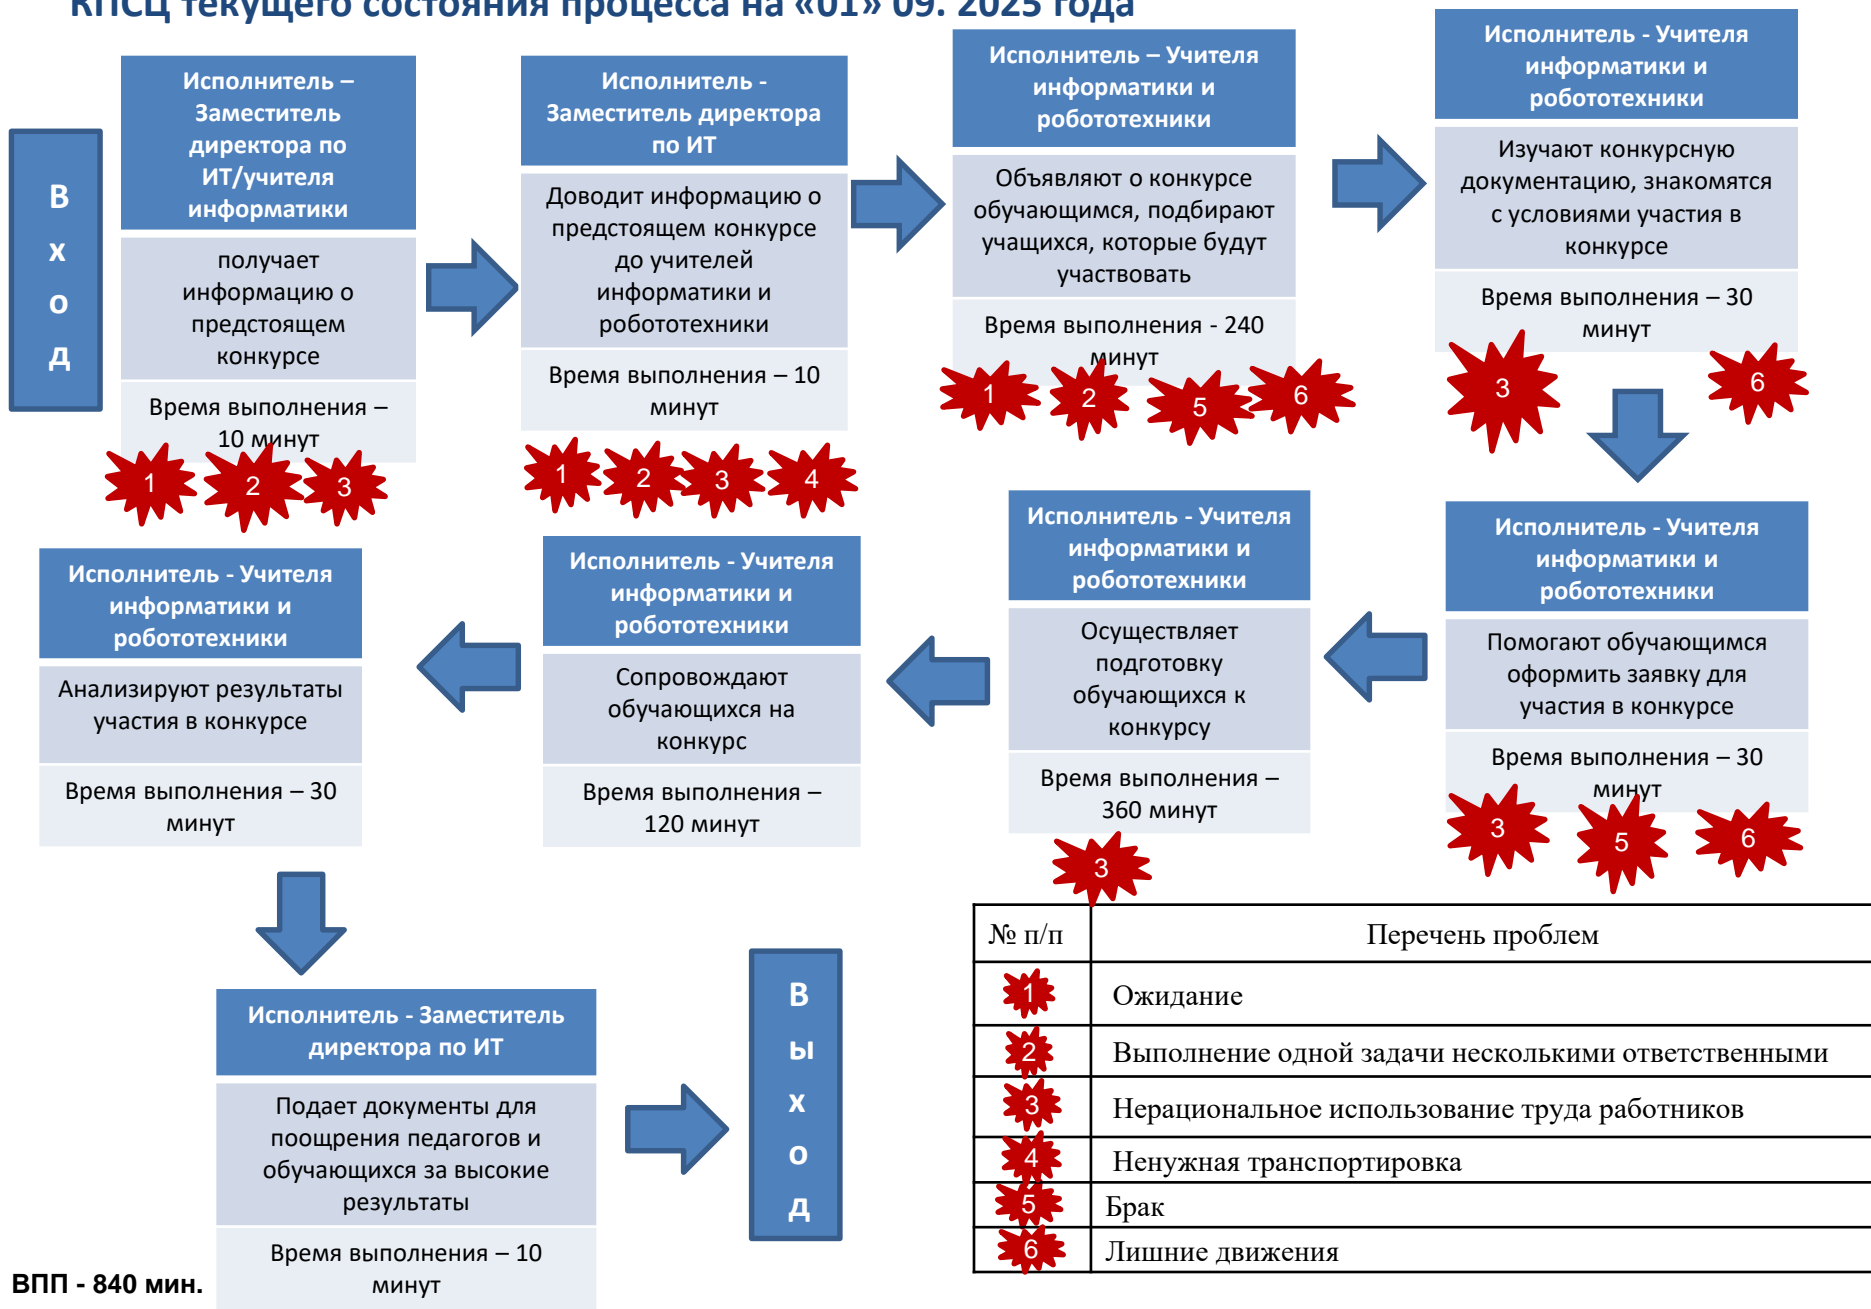 КПСЦ текущего состояния процесса на «01» 09. 2025 года
В
х
о
д
Исполнитель –
Заместитель
директора по
ИТ/учителя
информатики
получает
информацию о
предстоящем
конкурсе
Время выполнения –
10 минут
1
2
3
Исполнитель -
Заместитель директора
по ИТ
Доводит информацию о
предстоящем конкурсе
до учителей
информатики и
робототехники
Время выполнения – 10
минут
1
2
3
4
Исполнитель – Учителя
информатики и
робототехники
Объявляют о конкурсе
обучающимся, подбирают
учащихся, которые будут
участвовать
Время выполнения - 240
минут
1
2
5
6
Исполнитель - Учителя
информатики и
робототехники
Изучают конкурсную
документацию, знакомятся
с условиями участия в
конкурсе
Время выполнения – 30
минут
3
6
Исполнитель - Учителя
информатики и
робототехники
Помогают обучающимся
оформить заявку для
участия в конкурсе
Время выполнения – 30
минут
3
5
6
Исполнитель - Учителя
информатики и
робототехники
Осуществляет
подготовку
обучающихся к
конкурсу
Время выполнения –
360 минут
3
Исполнитель - Учителя
информатики и
робототехники
Сопровождают
обучающихся на
конкурс
Время выполнения –
120 минут
Исполнитель - Учителя
информатики и
робототехники
Анализируют результаты
участия в конкурсе
Время выполнения – 30
минут
Исполнитель - Заместитель
директора по ИТ
Подает документы для
поощрения педагогов и
обучающихся за высокие
результаты
Время выполнения – 10
минут
В
ы
х
о
д
ВПП - 840 мин.
№ п/п Перечень проблем
1 Ожидание
2 Выполнение одной задачи несколькими ответственными
3 Нерациональное использование труда работников
4 Ненужная транспортировка
5 Брак
6 Лишние движения